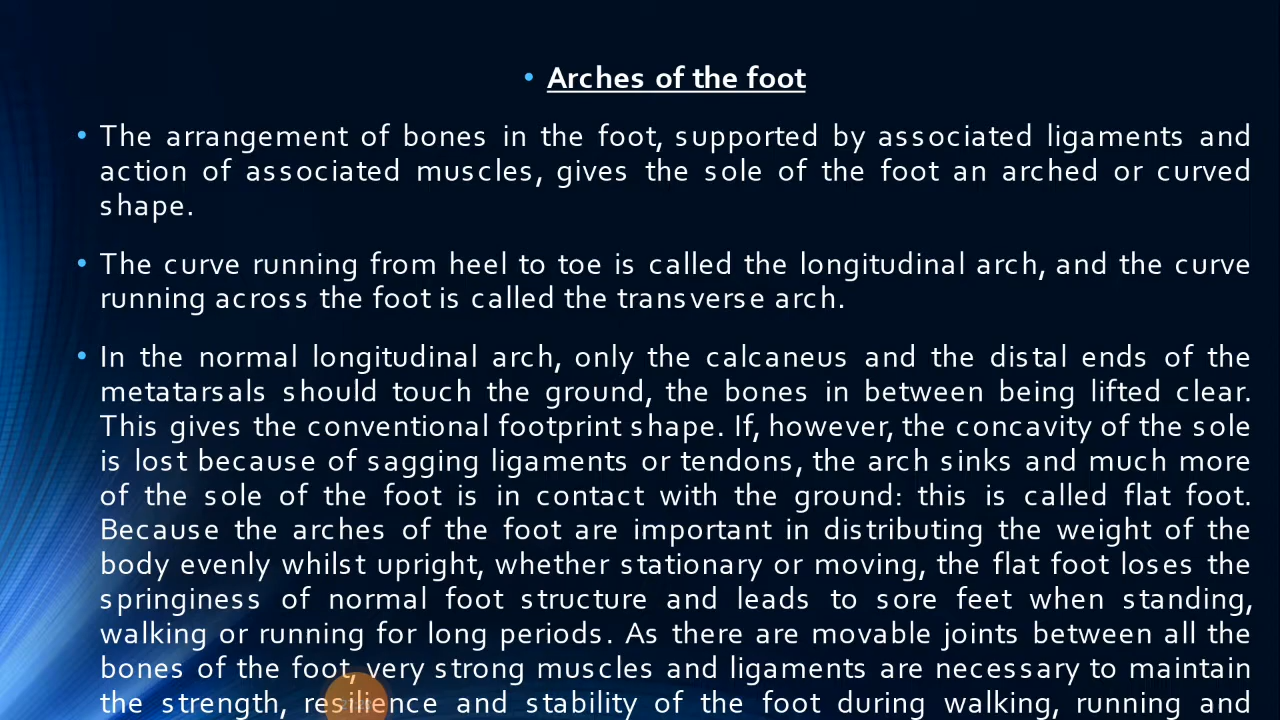 • Arches of the foot
• The arrangement of bones in the foot, supported by associated ligaments and
action of associated muscles, gives the sole of the foot an arched or curved
shape.
• The curve running from heel to toe is called the longitudinal arch, and the curve
running across the foot is called the transverse arch.
• In the normal longitudinal arch, only the calcaneus and the distal ends of the
metatarsals should touch the ground, the bones in between being lifted clear.
This gives the conventional footprint shape. If, however, the concavity of the sole
is lost because of sagging ligaments or tendons, the arch sinks and much more
of the sole of the foot is in contact with the ground: this is called flat foot.
Because the arches of the foot are important in distributing the weight of the
body evenly whilst upright, whether stationary or moving, the flat foot loses the
springiness of normal foot structure and leads to sore feet when standing,
walking or running for long periods. As there are movable joints between all the
bones of the foot, very strong muscles and ligaments are necessary to maintain
the strength, resilience and stability of the foot during walking, running and